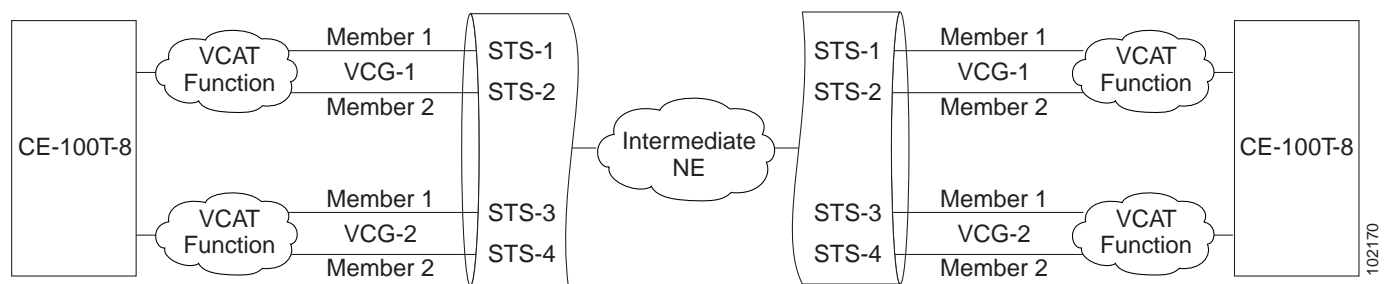 CE-100T-8
VCAT
Function
Member 1
VCG-1
Member 2
STS-1
STS-2
VCAT
Function
Member 1
VCG-2
Member 2
STS-3
STS-4
Intermediate
NE
STS-1
STS-2
Member 1
VCG-1
Member 2
VCAT
Function
STS-3
STS-4
Member 1
VCG-2
Member 2
VCAT
Function
CE-100T-8
102170